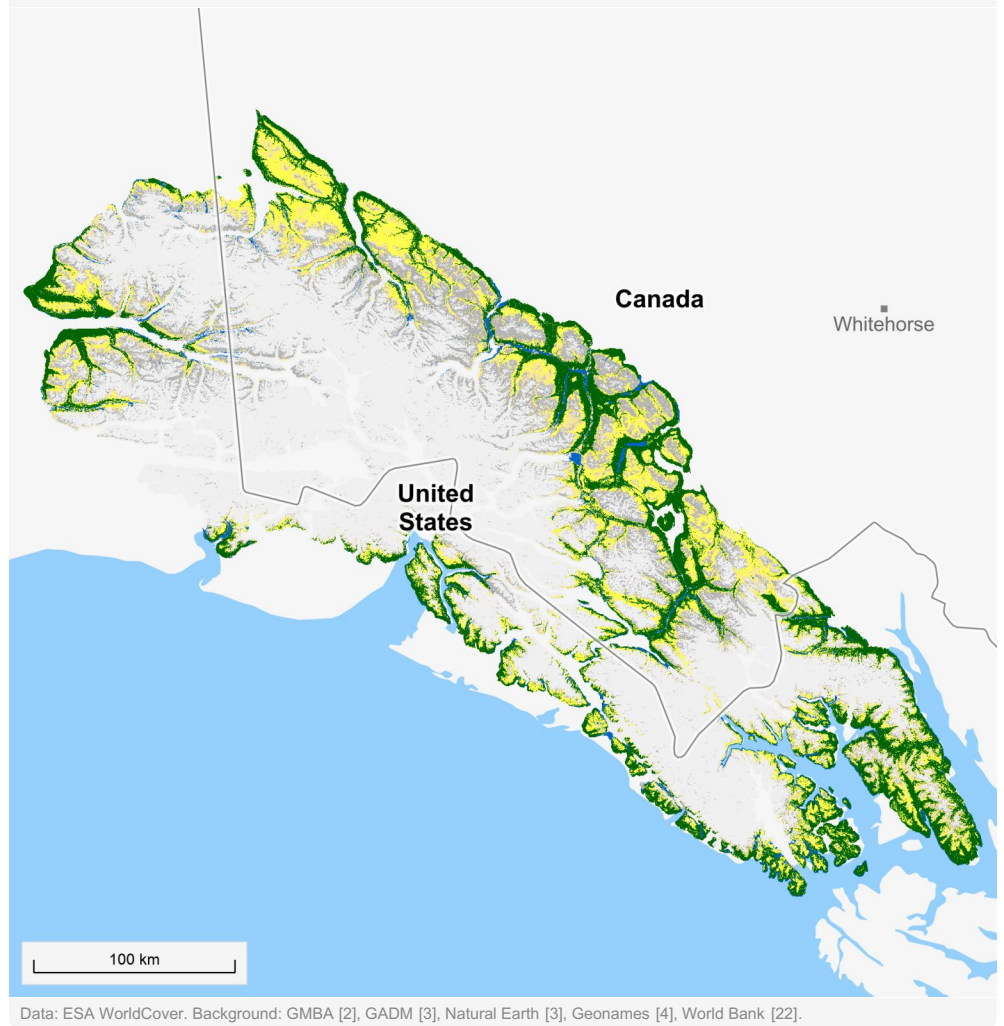 Canada
Whitehorse
United
States
100 km
Data: ESA WorldCover. Background: GMBA [2], GADM [3], Natural Earth [3], Geonames [4], World Bank [22].